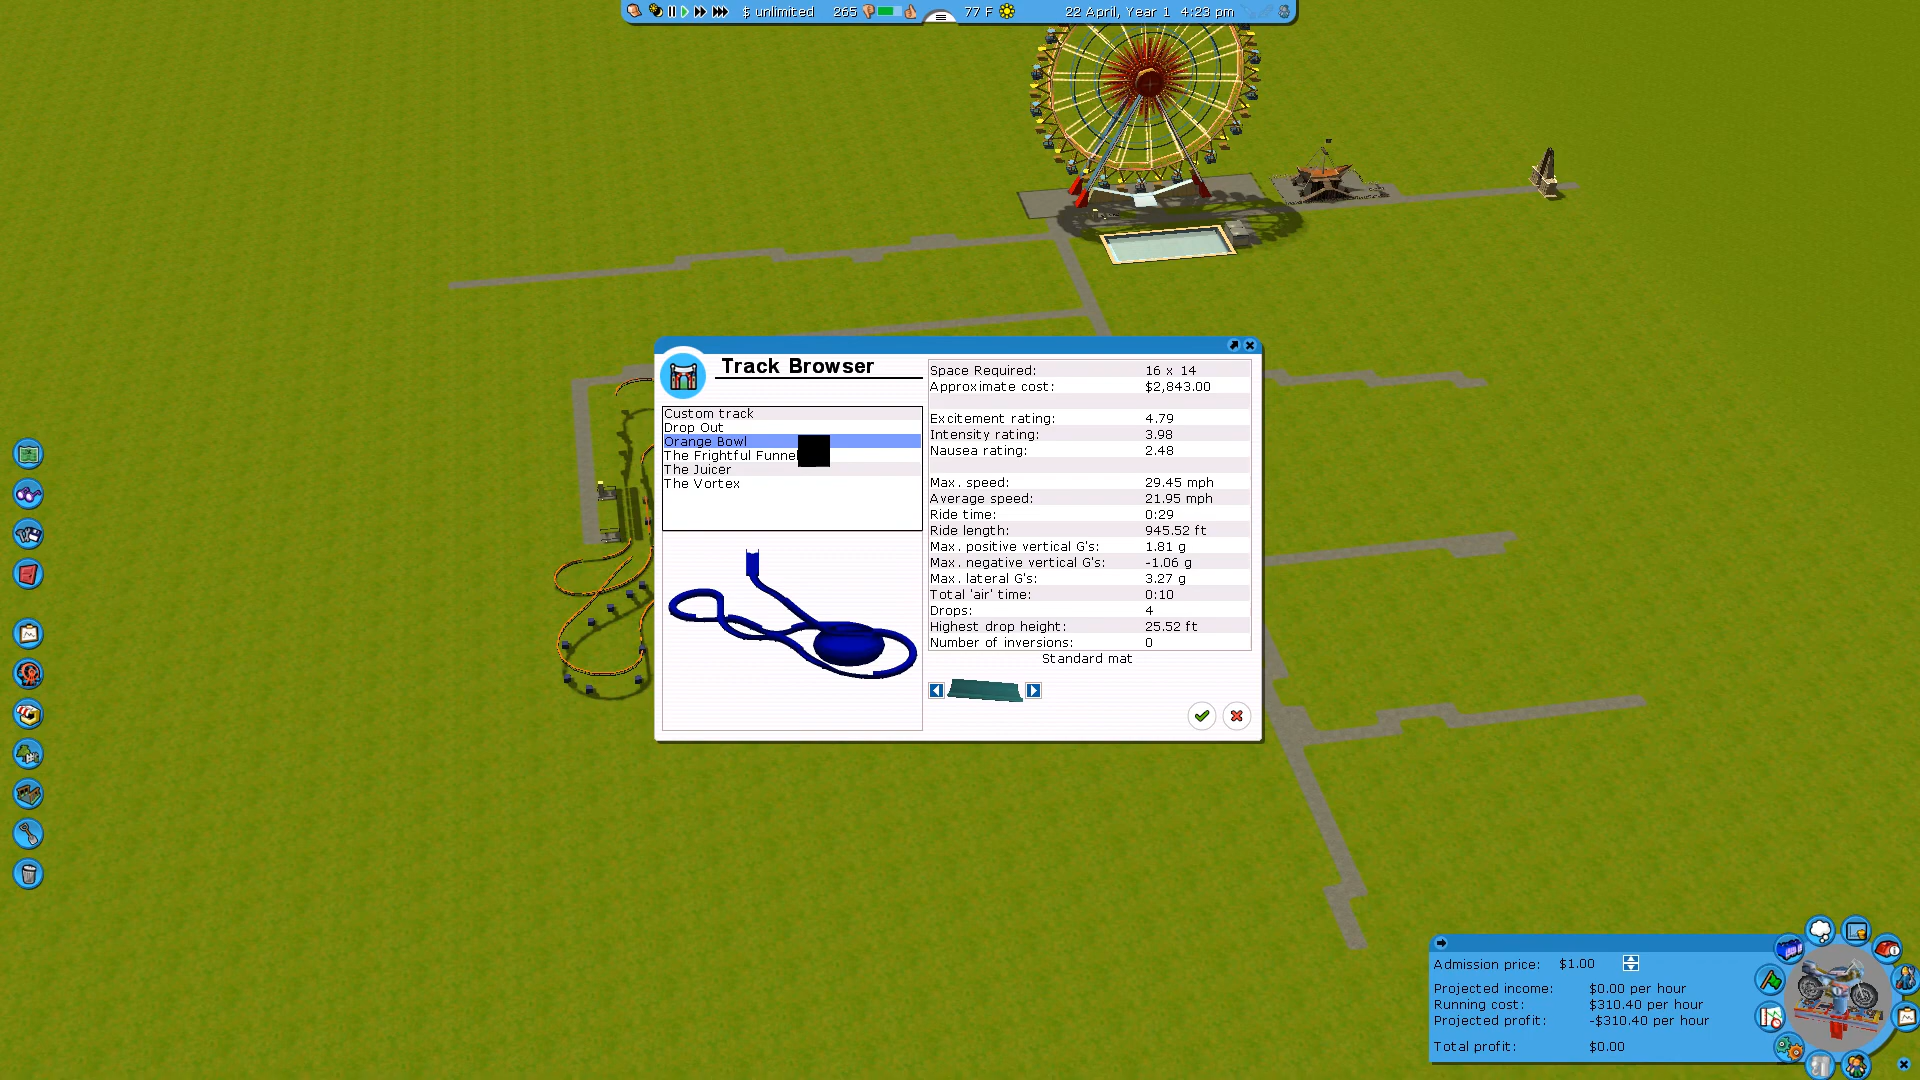 $ unlimited 265 77 F 22 April, Year 1 4:23 pm
Track Browser
Custom track
Drop Out
Orange Bowl
The Frightful Funnel
The Juicer
The Vortex
Space Required: 16 x 14
Approximate cost: $2,843.00
Excitement rating: 4.79
Intensity rating: 3.98
Nausea rating: 2.48
Max. speed: 29.45 mph
Average speed: 21.95 mph
Ride time: 0:29
Ride length: 945.52 ft
Max. positive vertical G's: 1.81 g
Max. negative vertical G's: -1.06 g
Max. lateral G's: 3.27 g
Total 'air' time: 0:10
Drops: 4
Highest drop height: 25.52 ft
Number of inversions: 0
Standard mat
Admission price: $1.00
Projected income: $0.00 per hour
Running cost: $310.40 per hour
Projected profit: -$310.40 per hour
Total profit: $0.00